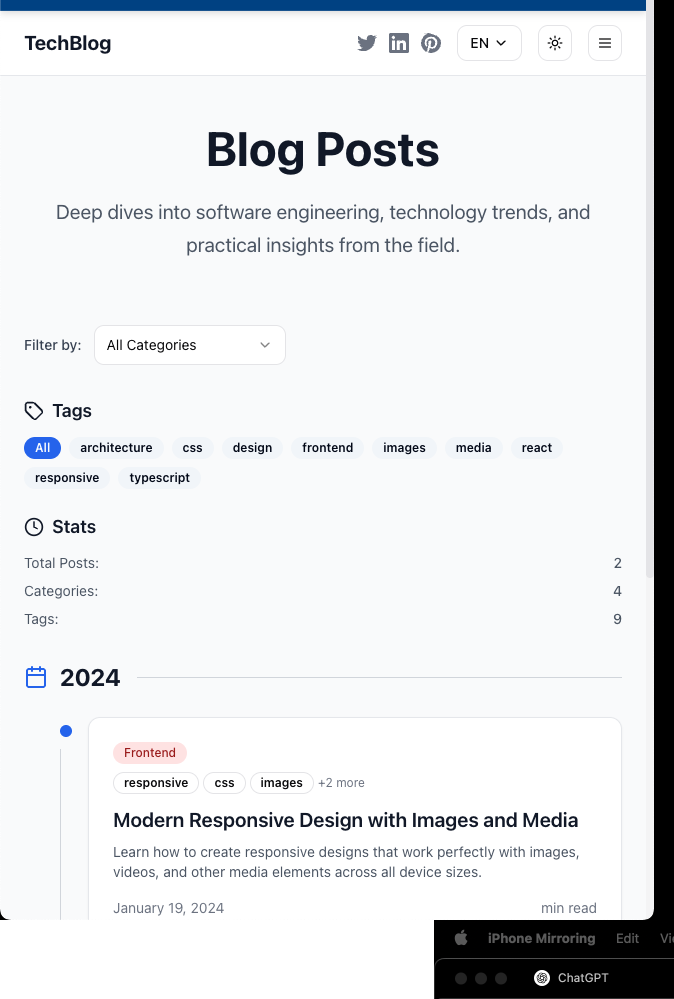 TechBlog
EN
Blog Posts
Deep dives into software engineering, technology trends, and
practical insights from the field.
Filter by:
All Categories
Tags
All architecture css design frontend images media react
responsive typescript
Stats
Total Posts: 2
Categories: 4
Tags: 9
2024
Frontend
responsive css images +2 more
Modern Responsive Design with Images and Media
Learn how to create responsive designs that work perfectly with images,
videos, and other media elements across all device sizes.
January 19, 2024 min read
iPhone Mirroring Edit
ChatGPT